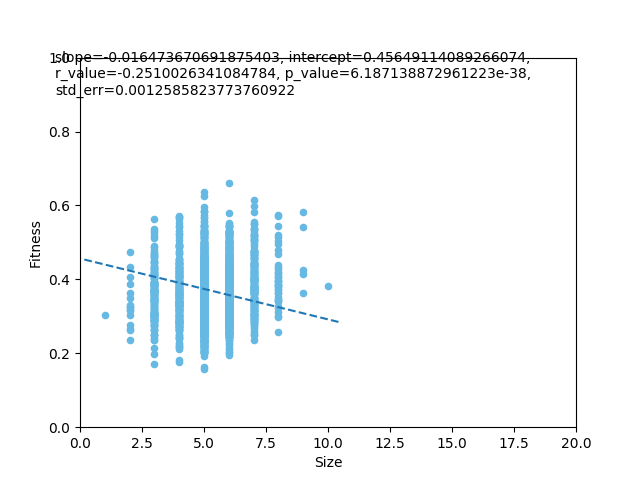 slope=-0.016473670691875403, intercept=0.45649114089266074,
r_value=-0.2510026341084784, p_value=6.187138872961223e-38,
std_err=0.0012585823773760922
1.0
0.8
0.6
0.4
0.2
0.0
Fitness
0.0 2.5 5.0 7.5 10.0 12.5 15.0 17.5 20.0
Size